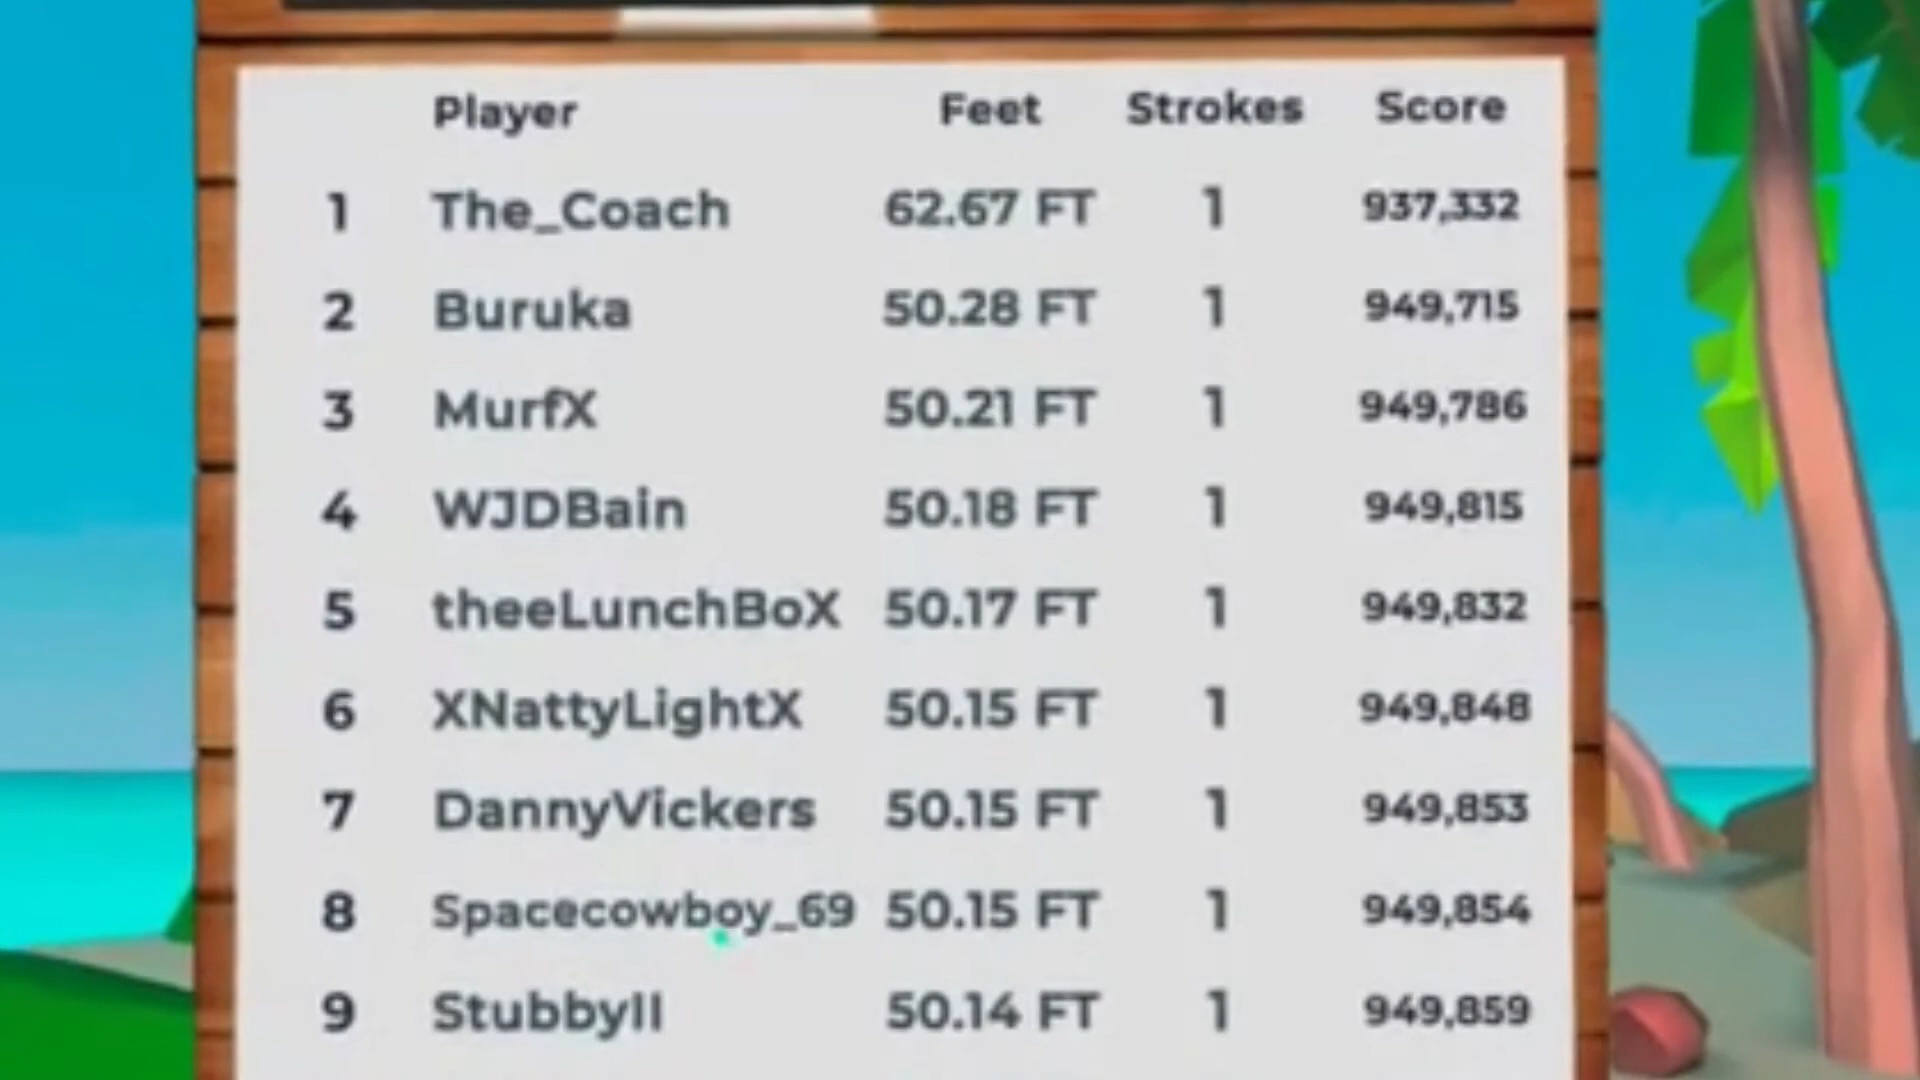 Player Feet Strokes Score
1 The_Coach 62.67 FT 1 937,332
2 Buruka 50.28 FT 1 949,715
3 MurfX 50.21 FT 1 949,786
4 WJDBain 50.18 FT 1 949,815
5 theeLunchBoX 50.17 FT 1 949,832
6 XNattyLightX 50.15 FT 1 949,848
7 DannyVickers 50.15 FT 1 949,853
8 Spacecowboy_69 50.15 FT 1 949,854
9 StubbyII 50.14 FT 1 949,859